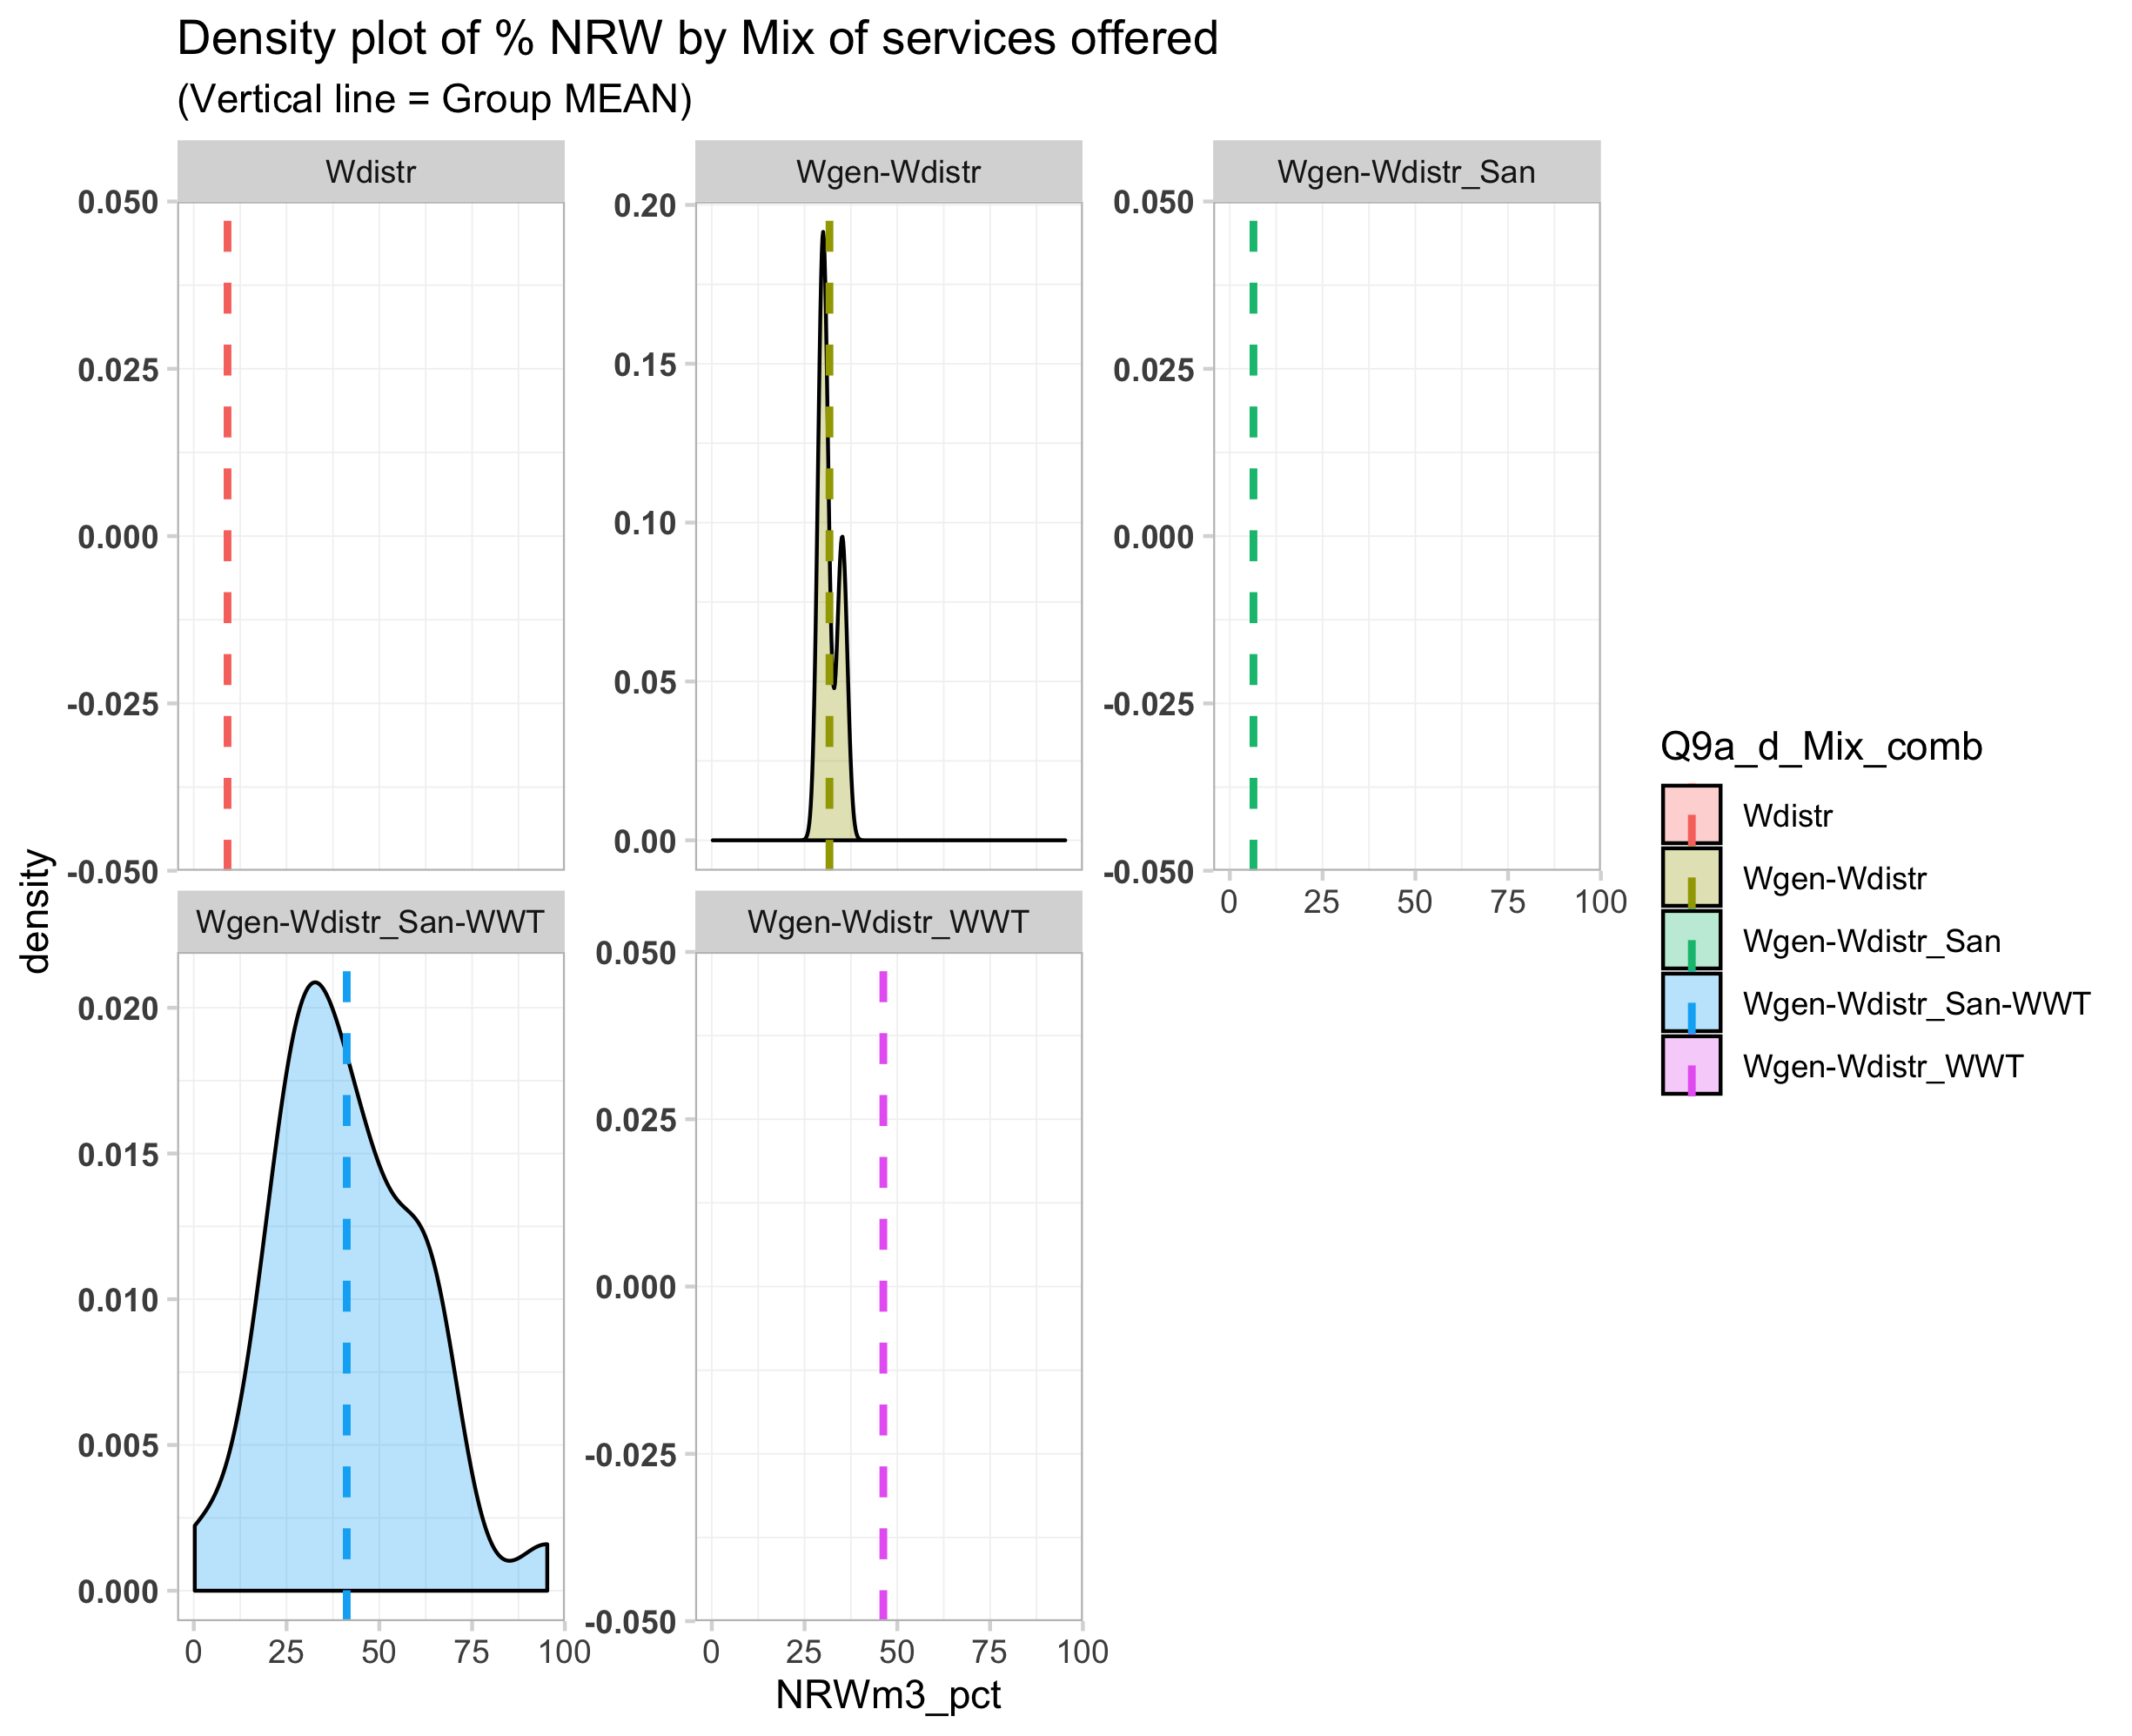 Density plot of % NRW by Mix of services offered
(Vertical line = Group MEAN)
Wdistr
Wgen-Wdistr
Wgen-Wdistr_San
0.050
0.025
0.000
-0.025
-0.050
0.20
0.15
0.10
0.05
0.00
0.050
0.025
0.000
-0.025
-0.050
0 25 50 75 100
density
Wgen-Wdistr_San-WWT
Wgen-Wdistr_WWT
0.020
0.015
0.010
0.005
0.000
0 25 50 75 100
0.050
0.025
0.000
-0.025
-0.050
0 25 50 75 100
NRWm3_pct
Q9a_d_Mix_comb
Wdistr
Wgen-Wdistr
Wgen-Wdistr_San
Wgen-Wdistr_San-WWT
Wgen-Wdistr_WWT